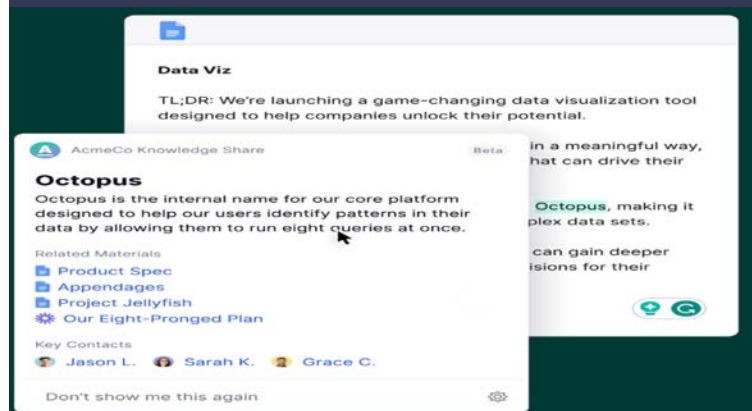 Data Viz
TL;DR: We're launching a game-changing data visualization tool
designed to help companies unlock their potential.
in a meaningful way,
hat can drive their
Octopus, making it
plex data sets.
can gain deeper
isions for their
AcmeCo Knowledge Share
Beta
Octopus
Octopus is the internal name for our core platform
designed to help our users identify patterns in their
data by allowing them to run eight queries at once.
Related Materials
Product Spec
Appendages
Project Jellyfish
Our Eight-Pronged Plan
Key Contacts
Jason L. Sarah K. Grace C.
Don't show me this again